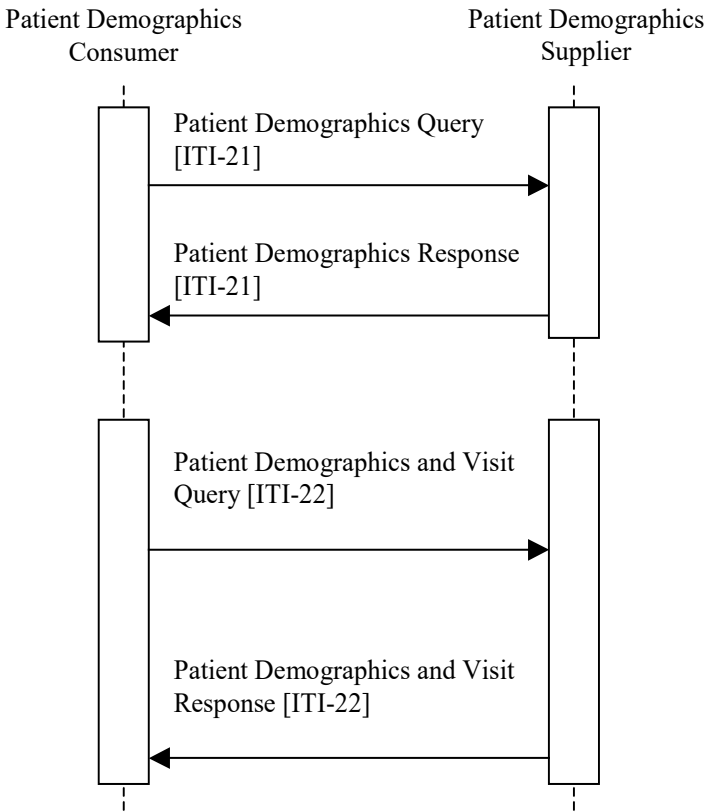 Patient Demographics
Consumer
Patient Demographics
Supplier
Patient Demographics Query
[ITI-21]
Patient Demographics Response
[ITI-21]
Patient Demographics and Visit
Query [ITI-22]
Patient Demographics and Visit
Response [ITI-22]